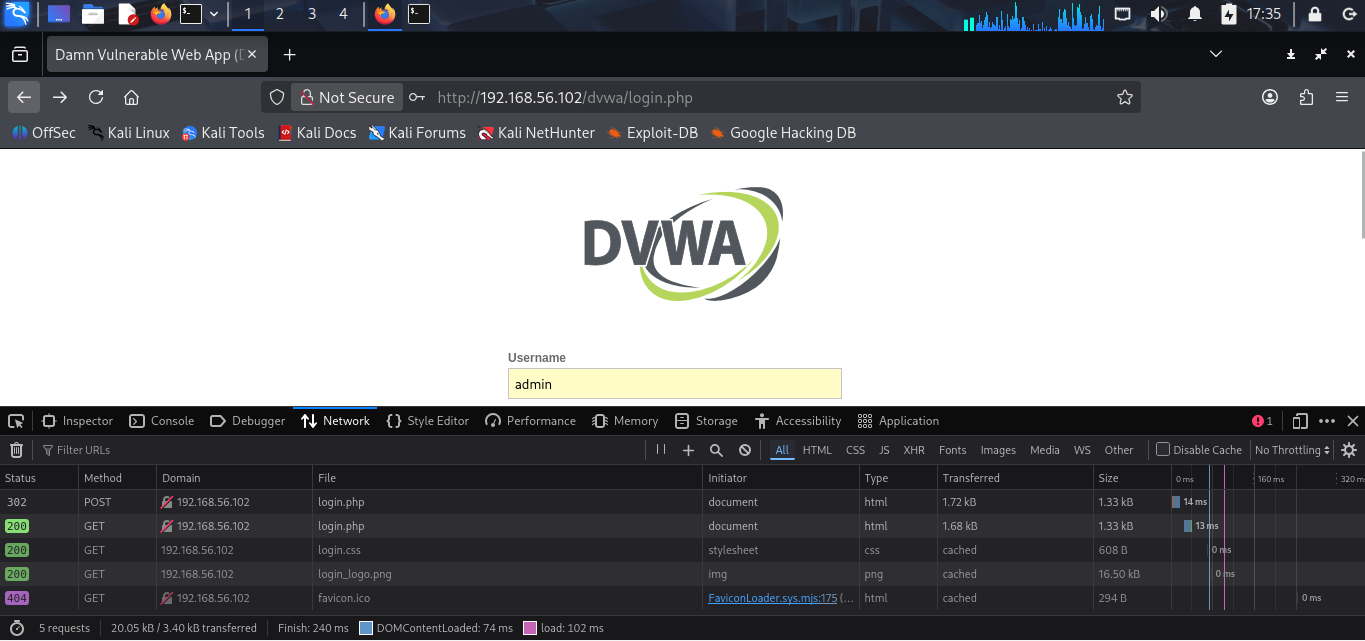 1 2 3 4 17:35
Damn Vulnerable Web App (D
Not Secure http://192.168.56.102/dvwa/login.php
OffSec Kali Linux Kali Tools Kali Docs Kali Forums Kali NetHunter Exploit-DB Google Hacking DB
DVWA
Username
admin
Inspector Console Debugger Network Style Editor Performance Memory Storage Accessibility Application 1
Filter URLs All HTML CSS JS XHR Fonts Images Media WS Other Disable Cache No Throttling
Status Method Domain File Initiator Type Transferred Size 0 ms 160 ms 320 m
302 POST 192.168.56.102 login.php document html 1.72 kB 1.33 kB 14 ms
200 GET 192.168.56.102 login.php document html 1.68 kB 1.33 kB 13 ms
200 GET 192.168.56.102 login.css stylesheet css cached 608 B 0 ms
200 GET 192.168.56.102 login_logo.png img png cached 16.50 kB 0 ms
404 GET 192.168.56.102 favicon.ico FaviconLoader.sys.mjs:175 (... html cached 294 B 0 ms
5 requests 20.05 kB / 3.40 kB transferred Finish: 240 ms DOMContentLoaded: 74 ms load: 102 ms